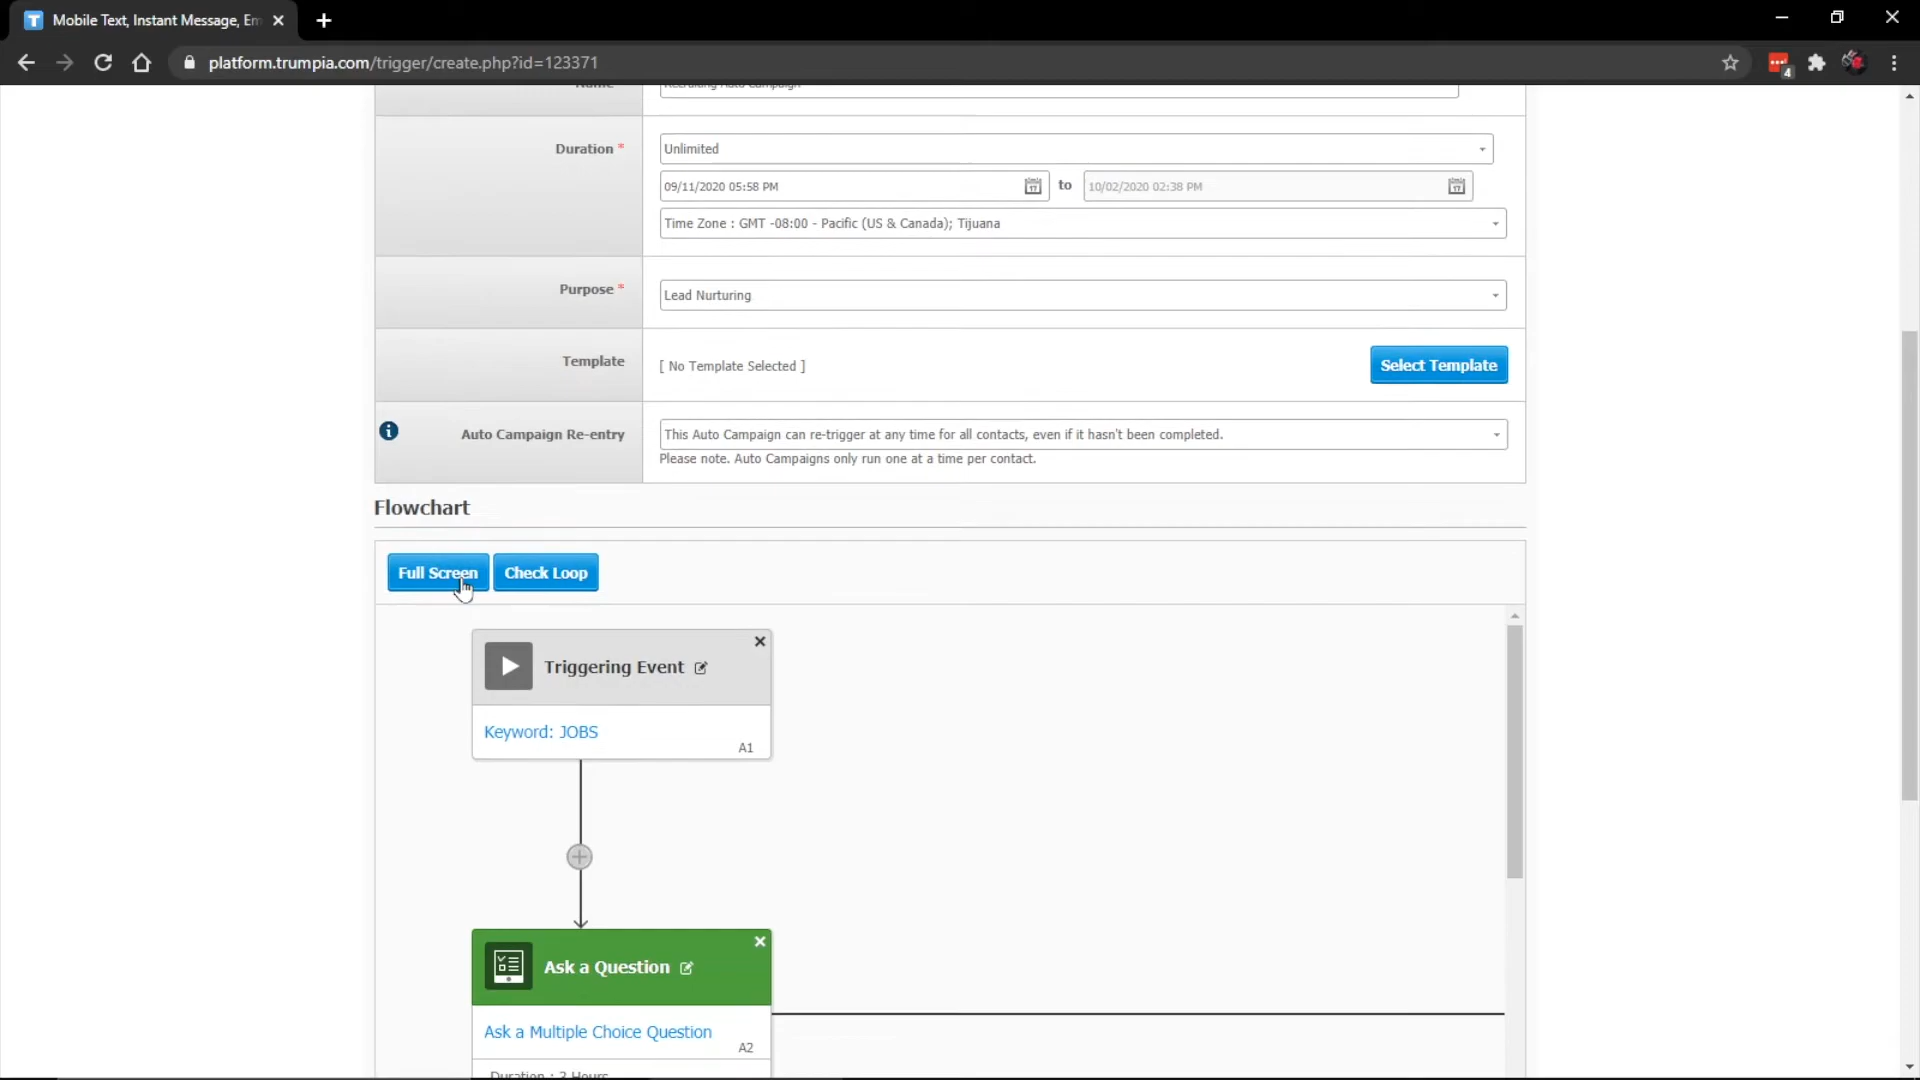 Mobile Text, Instant Message, Em
platform.trumpia.com/trigger/create.php?id=123371
4
Name
Recruiting Auto Campaign
Duration *
Unlimited
09/11/2020 05:58 PM
to
10/02/2020 02:38 PM
Time Zone : GMT -08:00 - Pacific (US & Canada); Tijuana
Purpose *
Lead Nurturing
Template
[ No Template Selected ]
Select Template
Auto Campaign Re-entry
This Auto Campaign can re-trigger at any time for all contacts, even if it hasn't been completed.
Please note. Auto Campaigns only run one at a time per contact.
Flowchart
Full Screen
Check Loop
Triggering Event
Keyword: JOBS
A1
Ask a Question
Ask a Multiple Choice Question
A2
Duration : 3 Hours